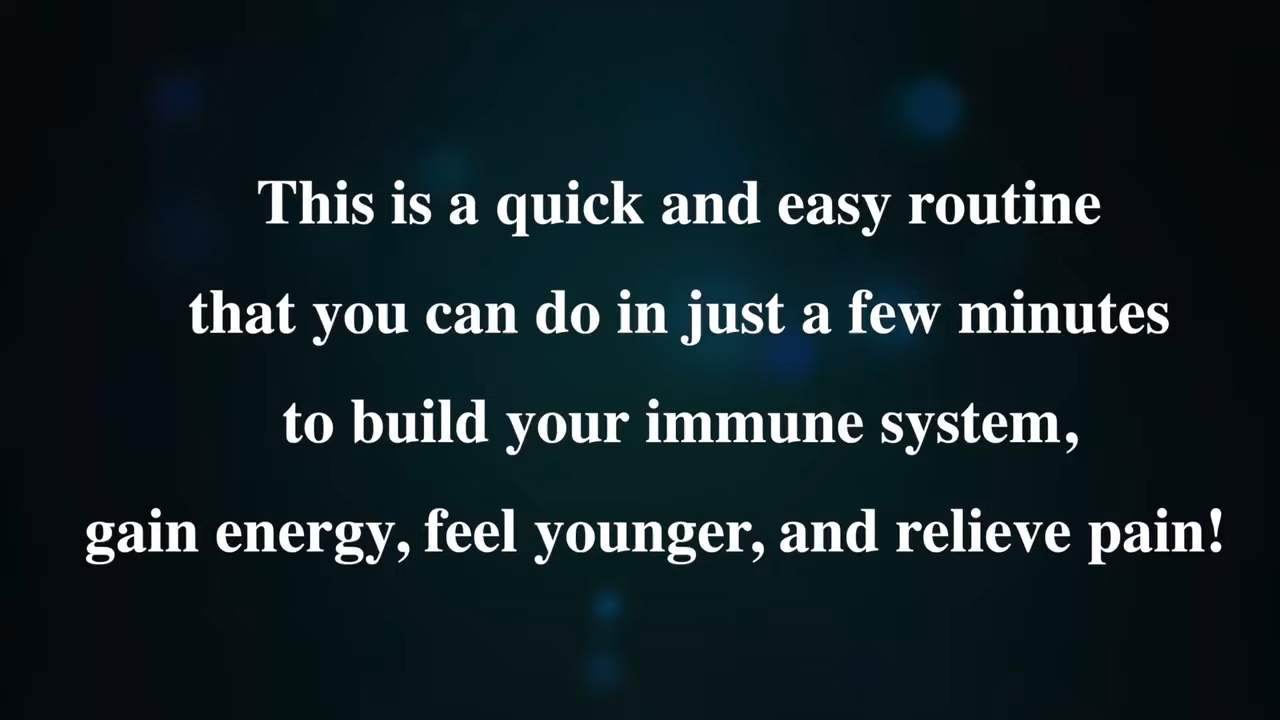 This is a quick and easy routine
that you can do in just a few minutes
to build your immune system,
gain energy, feel younger, and relieve pain!